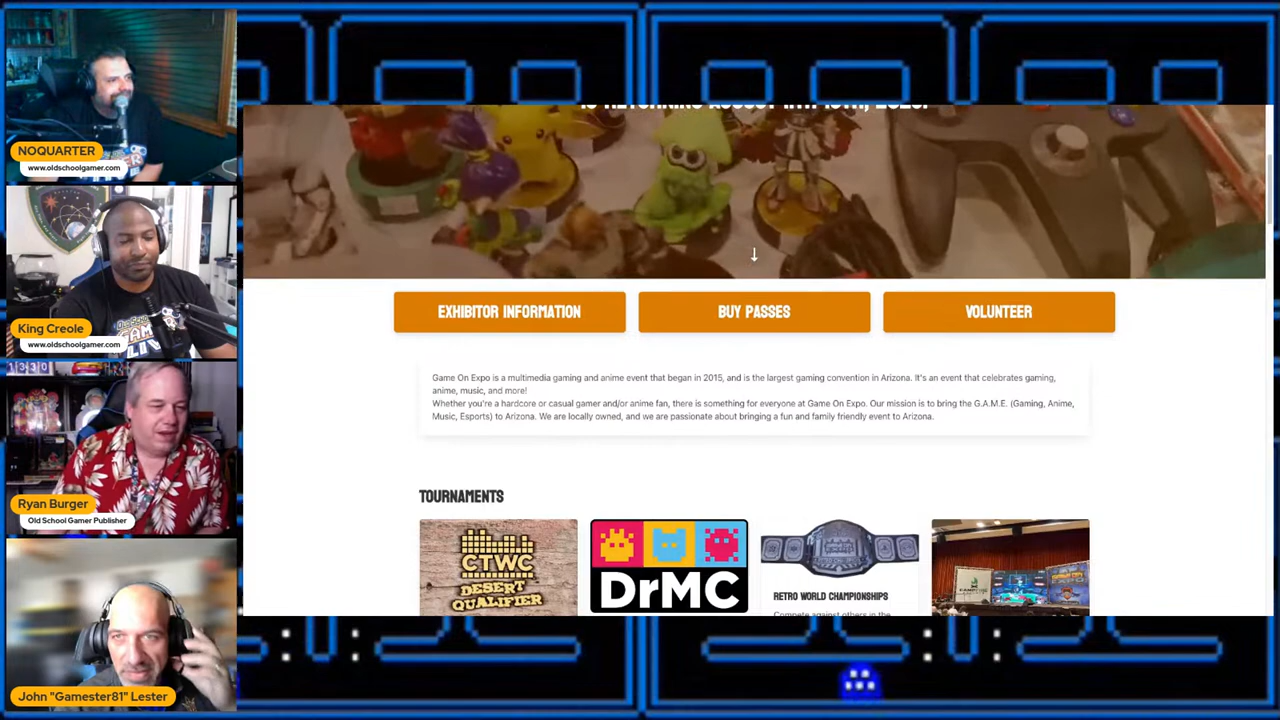 NOQUARTER
www.oldschoolgamer.com
King Creole
www.oldschoolgamer.com
Ryan Burger
Old School Gamer Publisher
John "Gamester81" Lester
EXHIBITOR INFORMATION
BUY PASSES
VOLUNTEER
Game On Expo is a multimedia gaming and anime event that began in 2015, and is the largest gaming convention in Arizona. It's an event that celebrates gaming,
anime, music, and more!
Whether you're a hardcore or casual gamer and/or anime fan, there is something for everyone at Game On Expo. Our mission is to bring the G.A.M.E. (Gaming, Anime,
Music, Esports) to Arizona. We are locally owned, and we are passionate about bringing a fun and family friendly event to Arizona.
TOURNAMENTS
CTWC
DESERT
QUALIFIER
DrMC
RETRO WORLD CHAMPIONSHIPS
Compete against others in the